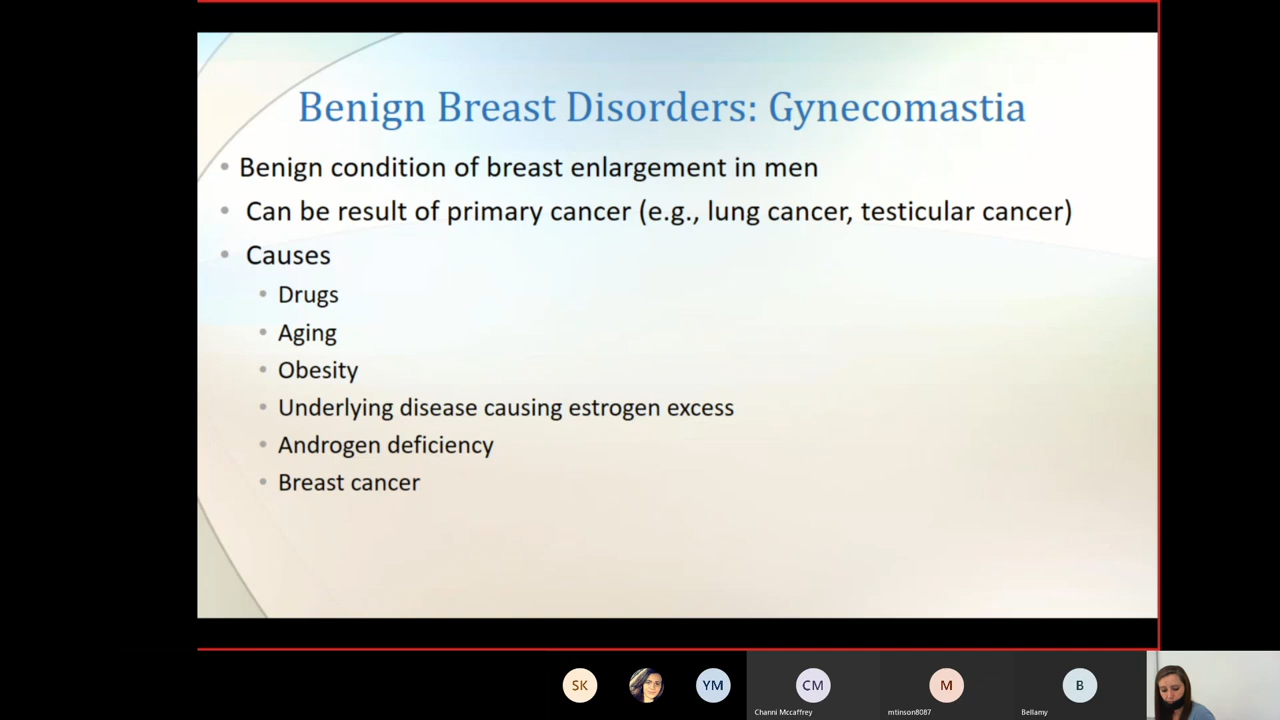 Benign Breast Disorders: Gynecomastia
• Benign condition of breast enlargement in men
• Can be result of primary cancer (e.g., lung cancer, testicular cancer)
• Causes
• Drugs
• Aging
• Obesity
• Underlying disease causing estrogen excess
• Androgen deficiency
• Breast cancer
SK
YM
CM
M
B
Channi Mccaffrey
mtinson8087
Bellamy